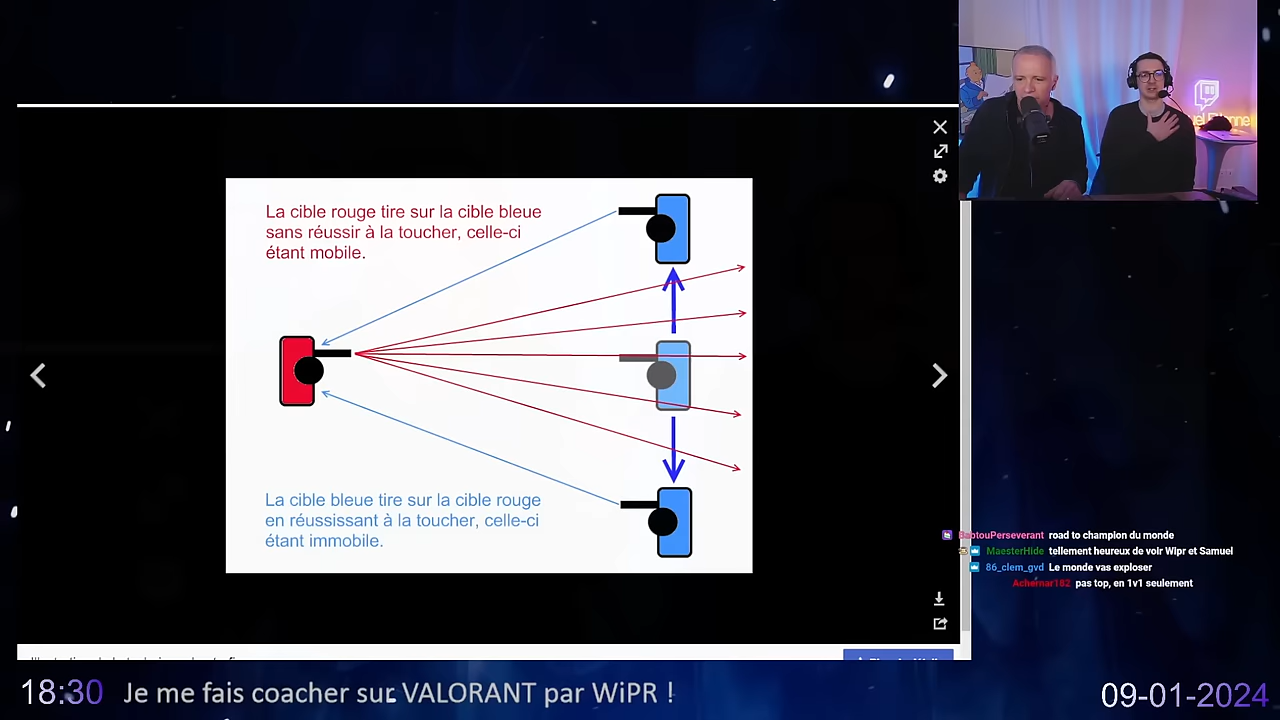 La cible rouge tire sur la cible bleue
sans réussir à la toucher, celle-ci
étant mobile.
La cible bleue tire sur la cible rouge
en réussissant à la toucher, celle-ci
étant immobile.
road to champion du monde
MaesterHide tellement heureux de voir Wipr et Samuel
86_clem_gvd Le monde vas exploser
Achernar182 pas top, en 1v1 seulement
18:30 Je me fais coacher sur VALORANT par WiPR ! 09-01-2024